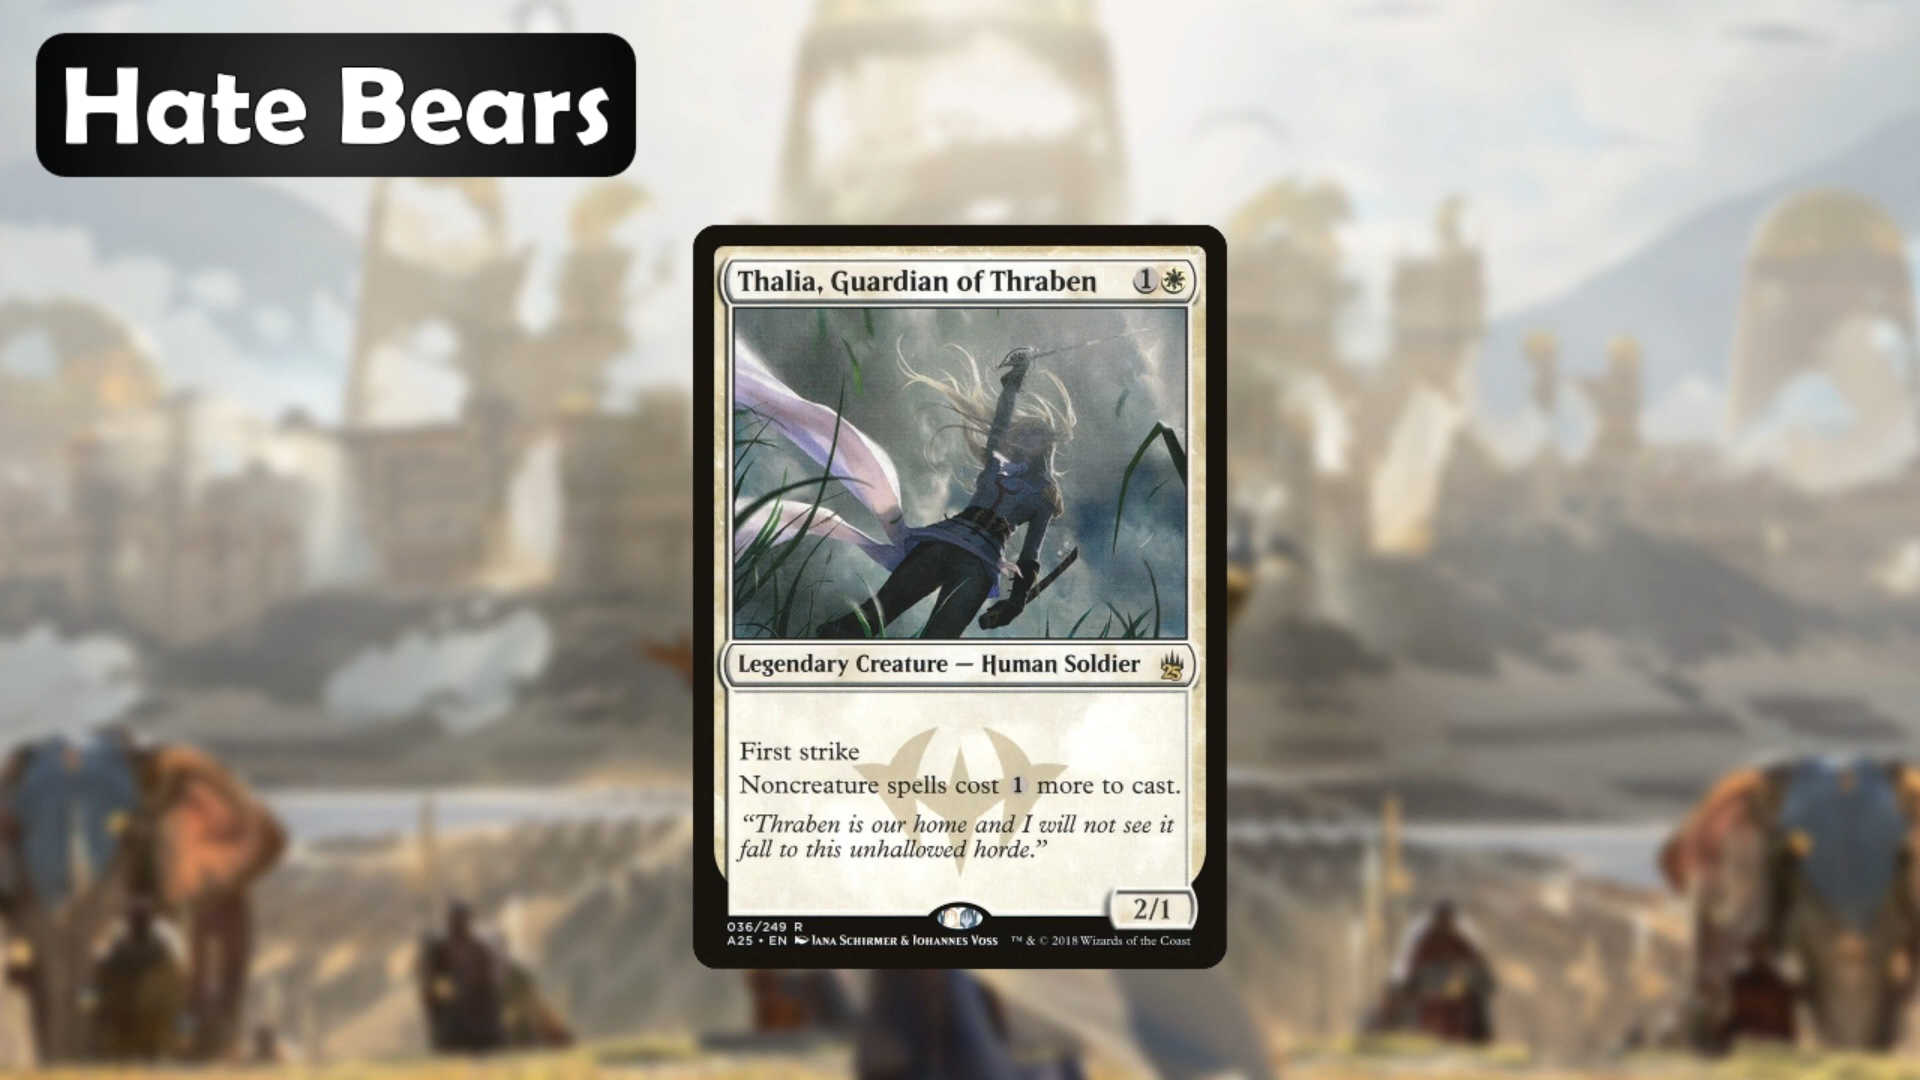 Hate Bears
Thalia, Guardian of Thraben 1
Legendary Creature — Human Soldier
25
First strike
Noncreature spells cost 1 more to cast.
“Thraben is our home and I will not see it
fall to this unhallowed horde.”
2/1
036/249 R
A25 • EN Jana Schirmer & Johannes Voss ™ & © 2018 Wizards of the Coast